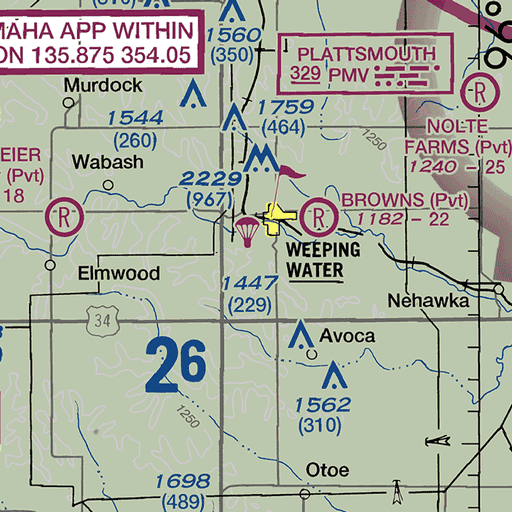 MAHA APP WITHIN
ON 135.875 354.05
1560
(350)
PLATTSMOUTH
329 PMV
Murdock
1544
(260)
1759
(464)
1250
R
NOLTE
FARMS (Pvt)
1240 - 25
EIER
(Pvt)
18
Wabash
2229
(967)
R
R
BROWNS (Pvt)
1182 - 22
WEEPING
WATER
Elmwood
1447
(229)
Nehawka
34
Avoca
26
1562
(310)
1250
Otoe
1698
(489)